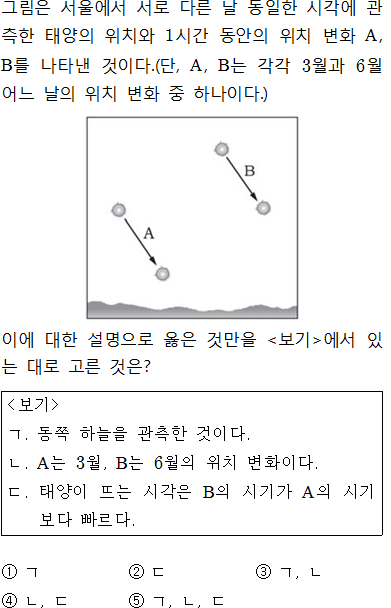 그림은 서울에서 서로 다른 날 동일한 시각에 관
측한 태양의 위치와 1시간 동안의 위치 변화 A,
B를 나타낸 것이다.(단, A, B는 각각 3월과 6월
어느 날의 위치 변화 중 하나이다.)
B
A
이에 대한 설명으로 옳은 것만을 <보기>에서 있
는 대로 고른 것은?
<보기>
ㄱ. 동쪽 하늘을 관측한 것이다.
ㄴ. A는 3월, B는 6월의 위치 변화이다.
ㄷ. 태양이 뜨는 시각은 B의 시기가 A의 시기
보다 빠르다.
① ㄱ ② ㄷ ③ ㄱ, ㄴ
④ ㄴ, ㄷ ⑤ ㄱ, ㄴ, ㄷ